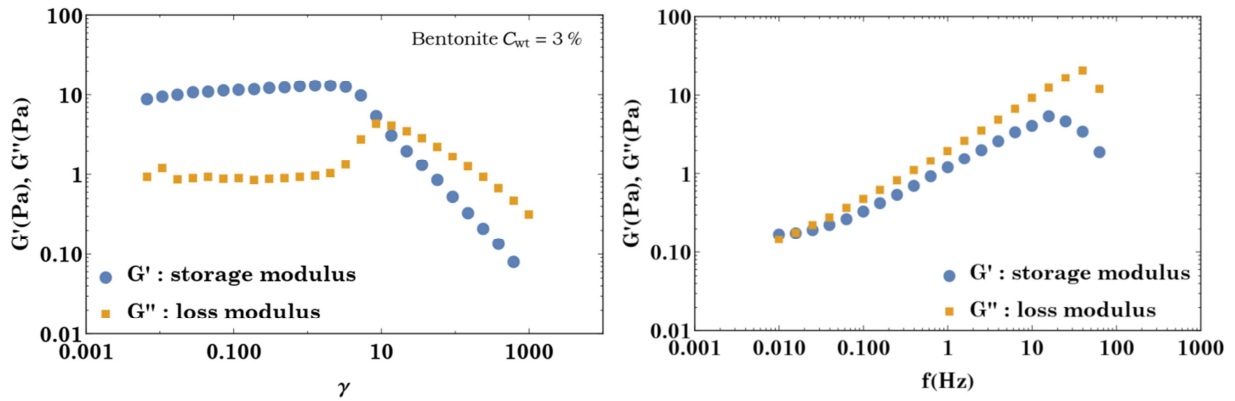 100
Bentonite Cwt = 3 %
10
1
0.10
0.01
G'(Pa), G"(Pa)
G' : storage modulus
G" : loss modulus
0.001 0.100 10 1000
γ
100
10
1
0.10
0.01
G'(Pa), G"(Pa
G' : storage modulus
G" : loss modulus
0.001 0.010 0.100 1 10 100 1000
f(Hz)